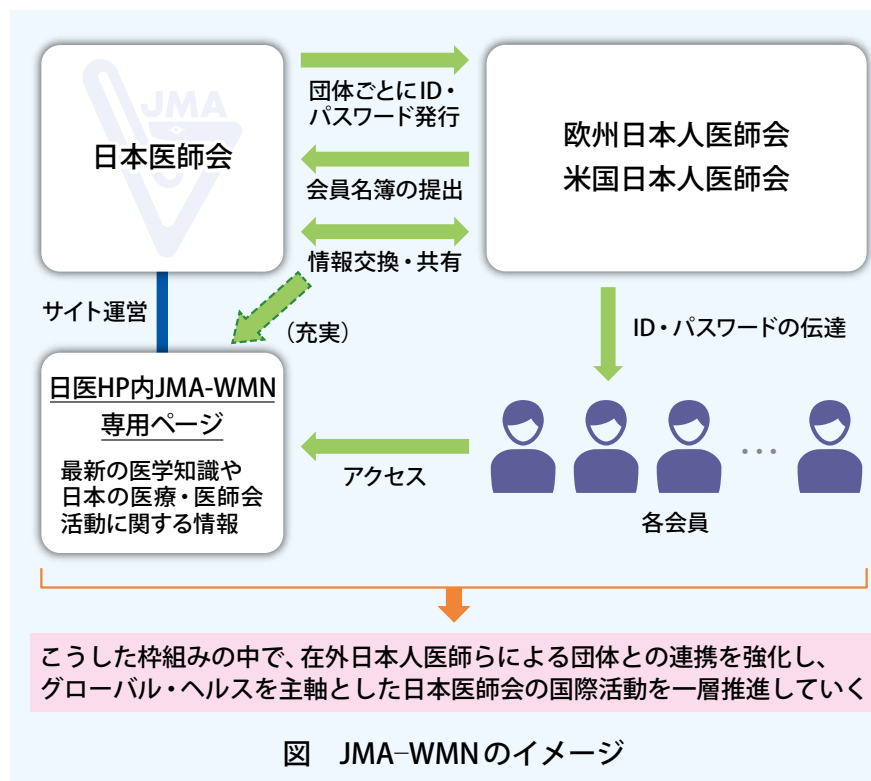 JMA
日本医師会
団体ごとにID・
パスワード発行
会員名簿の提出
情報交換・共有
欧州日本人医師会
米国日本人医師会
サイト運営
(充実)
ID・パスワードの伝達
日医HP内JMA-WMN
専用ページ
最新の医学知識や
日本の医療・医師会
活動に関する情報
アクセス
…
各会員
こうした枠組みの中で、在外日本人医師らによる団体との連携を強化し、
グローバル・ヘルスを主軸とした日本医師会の国際活動を一層推進していく
図 JMA-WMNのイメージ